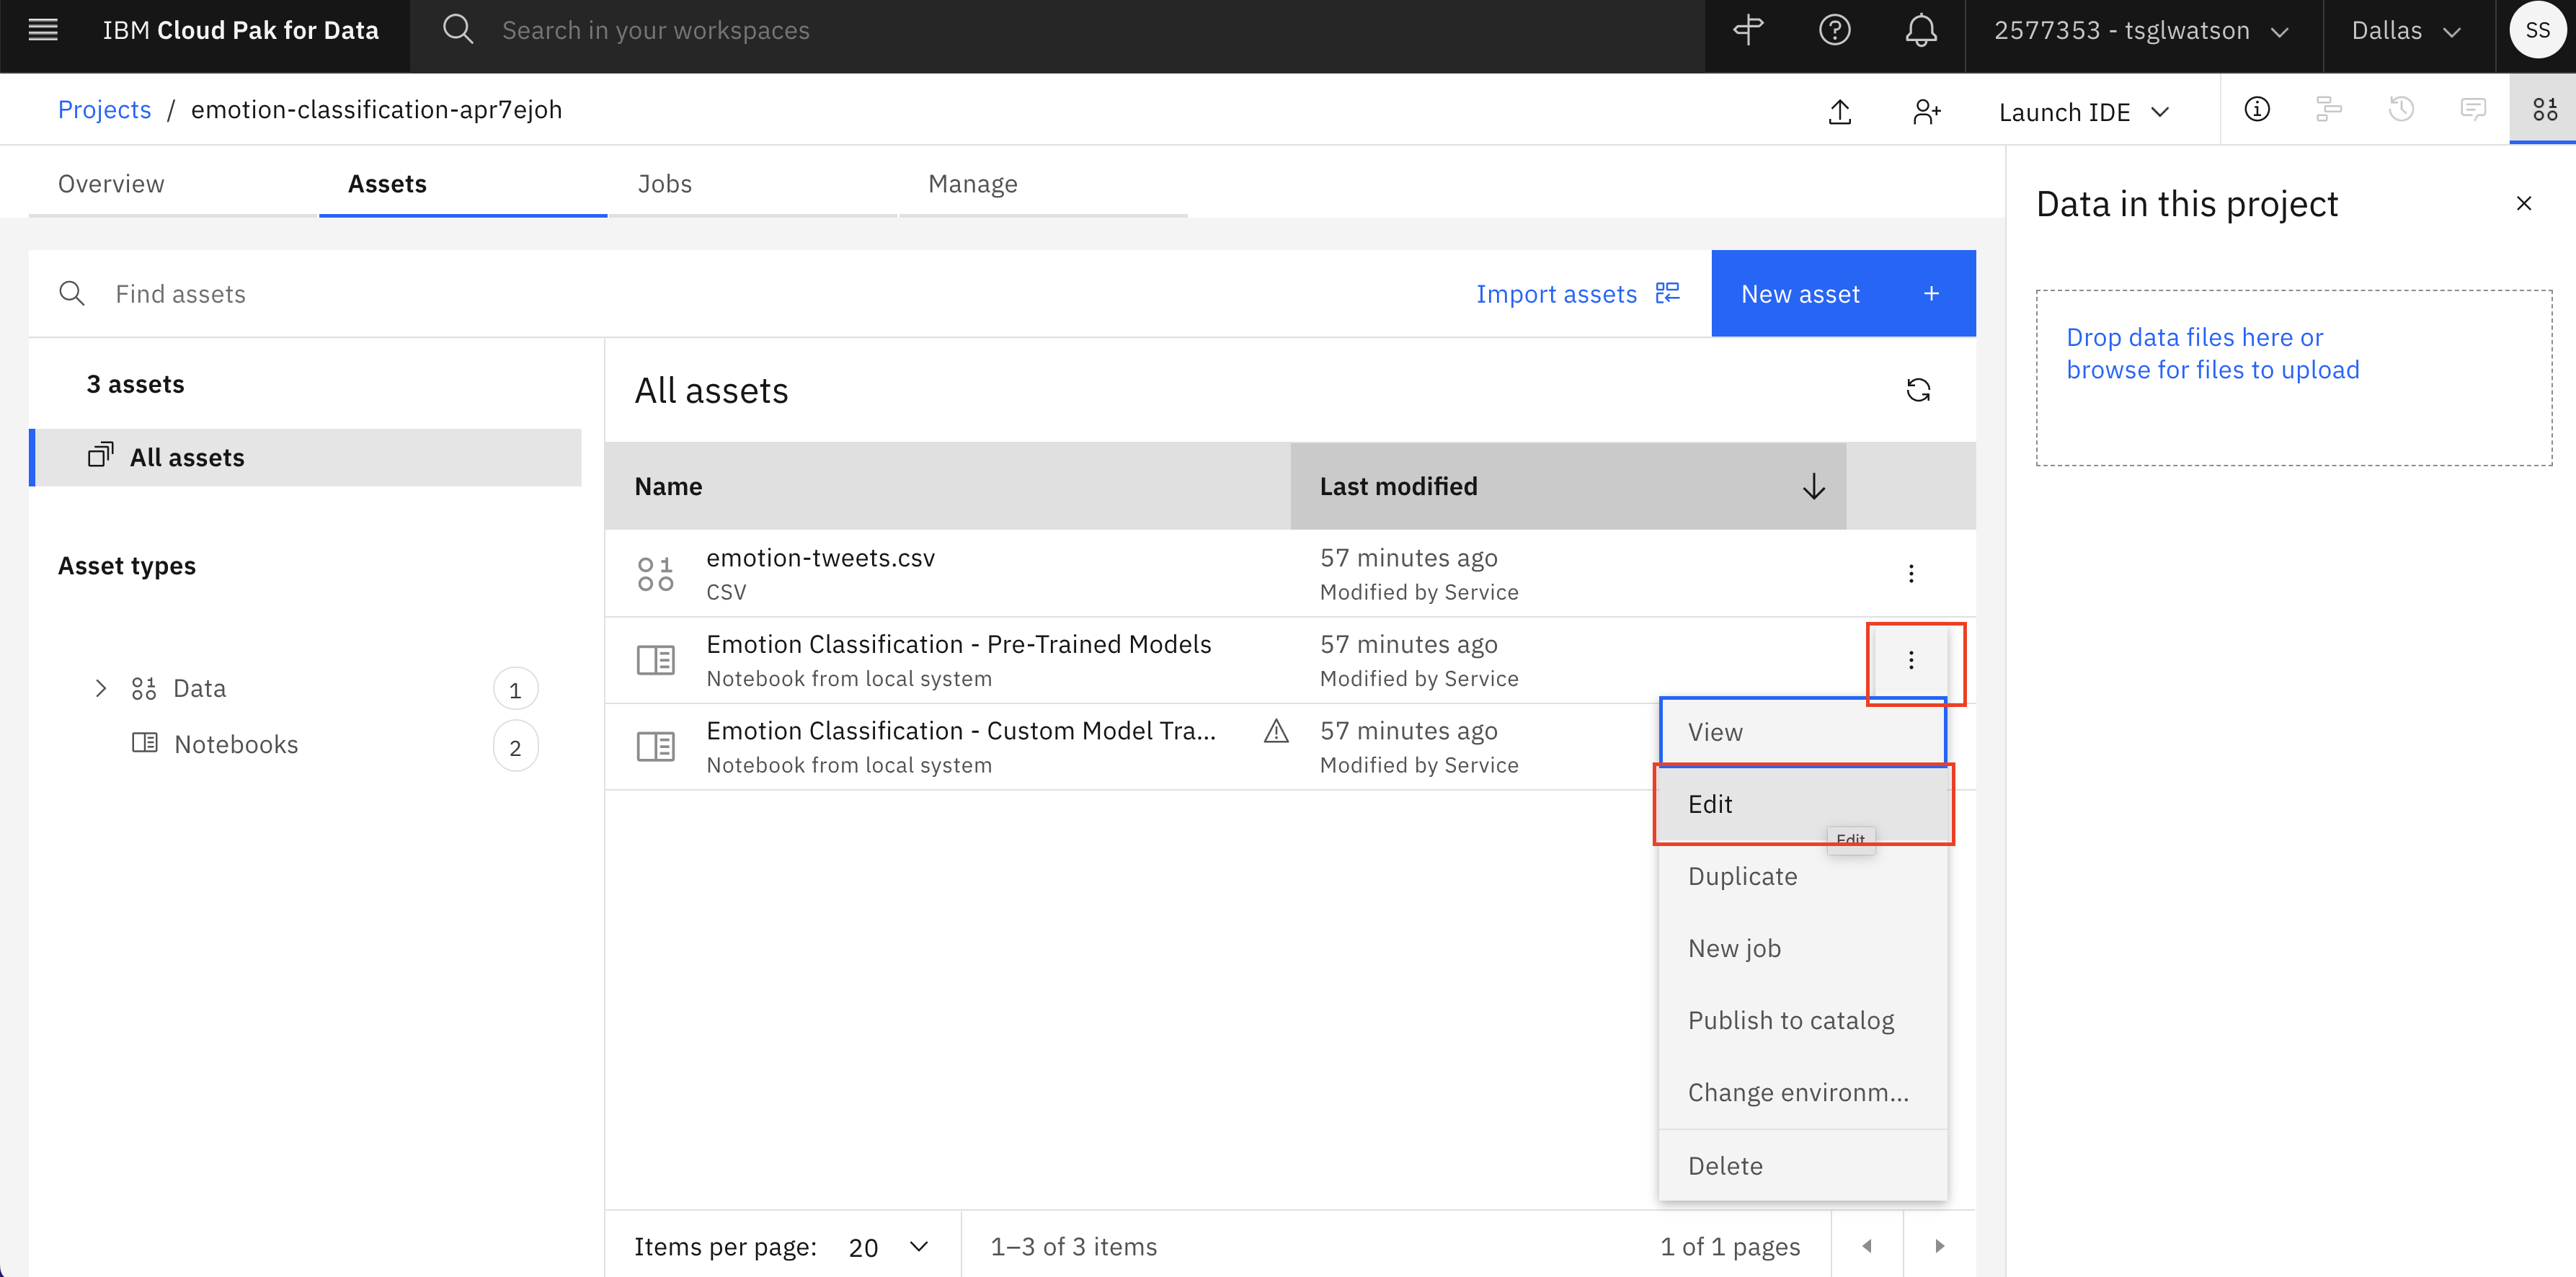 IBM Cloud Pak for Data
Search in your workspaces
2577353 - tsglwatson
Dallas
SS
Projects / emotion-classification-apr7ejoh
Launch IDE
Overview
Assets
Jobs
Manage
Data in this project
Find assets
Import assets
New asset +
Drop data files here or
browse for files to upload
3 assets
All assets
Asset types
Data 1
Notebooks 2
All assets
Name
Last modified
emotion-tweets.csv
CSV
57 minutes ago
Modified by Service
Emotion Classification - Pre-Trained Models
Notebook from local system
57 minutes ago
Modified by Service
Emotion Classification - Custom Model Tra...
Notebook from local system
57 minutes ago
Modified by Service
View
Edit
Edit
Duplicate
New job
Publish to catalog
Change environm...
Delete
Items per page: 20
1–3 of 3 items
1 of 1 pages